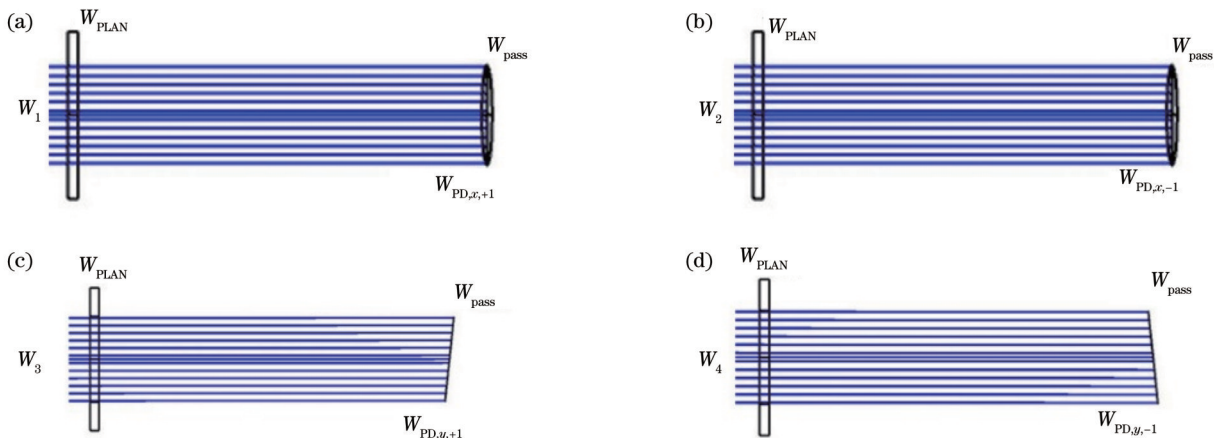 (a)
W_PLAN
W_pass
W_1
W_PD,x,+1
(b)
W_PLAN
W_pass
W_2
W_PD,x,-1
(c)
W_PLAN
W_pass
W_3
W_PD,y,+1
(d)
W_PLAN
W_pass
W_4
W_PD,y,-1